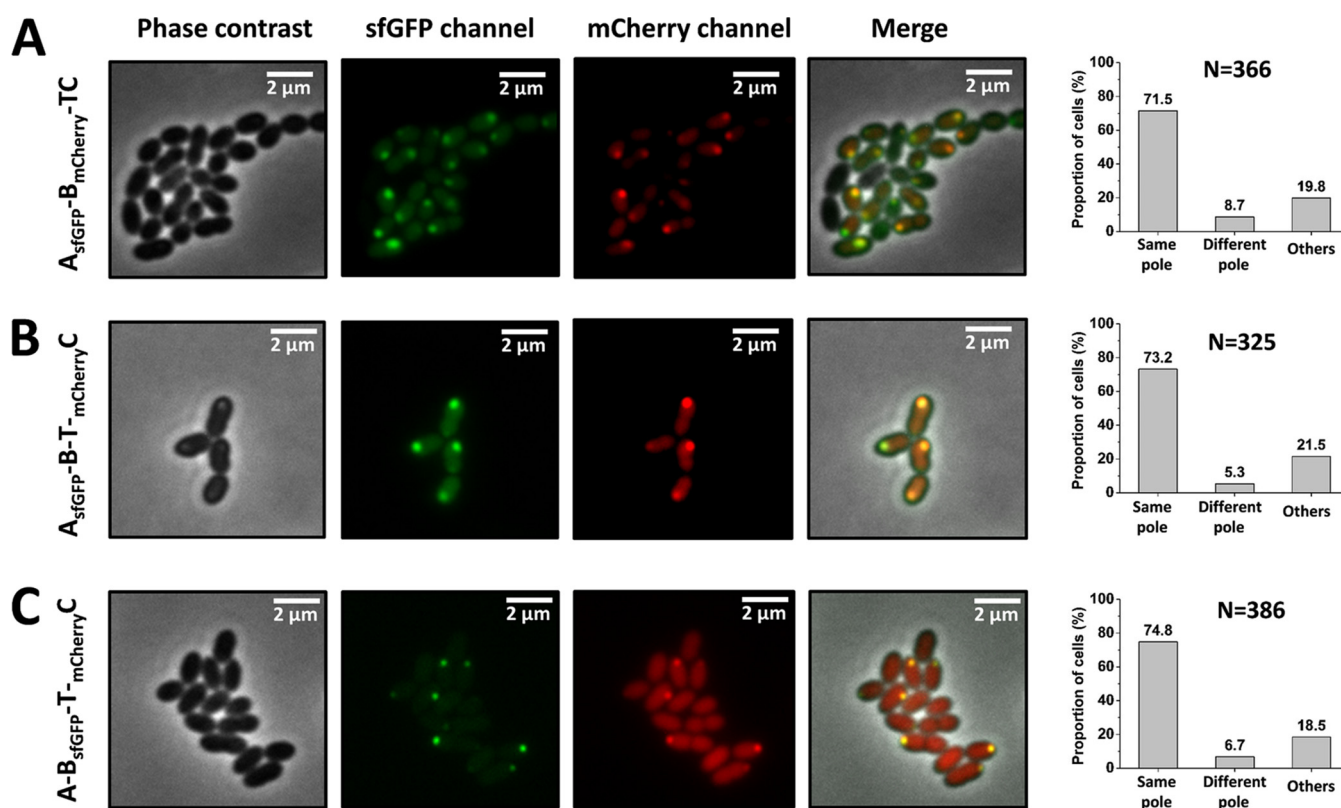 Phase contrast
sfGFP channel
mCherry channel
Merge
A
AsfGFP-BmCherry-TC
2 μm
2 μm
2 μm
2 μm
Proportion of cells (%)
100
80
60
40
20
0
N=366
71.5
8.7
19.8
Same
pole
Different
pole
Others
B
AsfGFP-B-T-mCherryC
2 μm
2 μm
2 μm
2 μm
Proportion of cells (%)
100
80
60
40
20
0
N=325
73.2
5.3
21.5
Same
pole
Different
pole
Others
C
A-BsfGFP-T-mCherryC
2 μm
2 μm
2 μm
2 μm
Proportion of cells (%)
100
80
60
40
20
0
N=386
74.8
6.7
18.5
Same
pole
Different
pole
Others